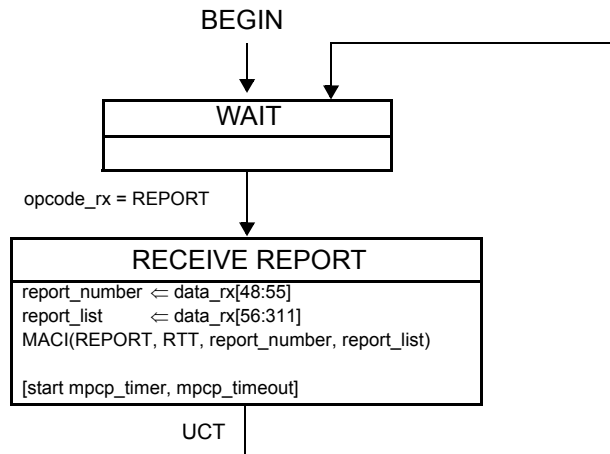 BEGIN
WAIT
opcode_rx = REPORT
RECEIVE REPORT
report_number ⇐ data_rx[48:55]
report_list ⇐ data_rx[56:311]
MACI(REPORT, RTT, report_number, report_list)
[start mpcp_timer, mpcp_timeout]
UCT